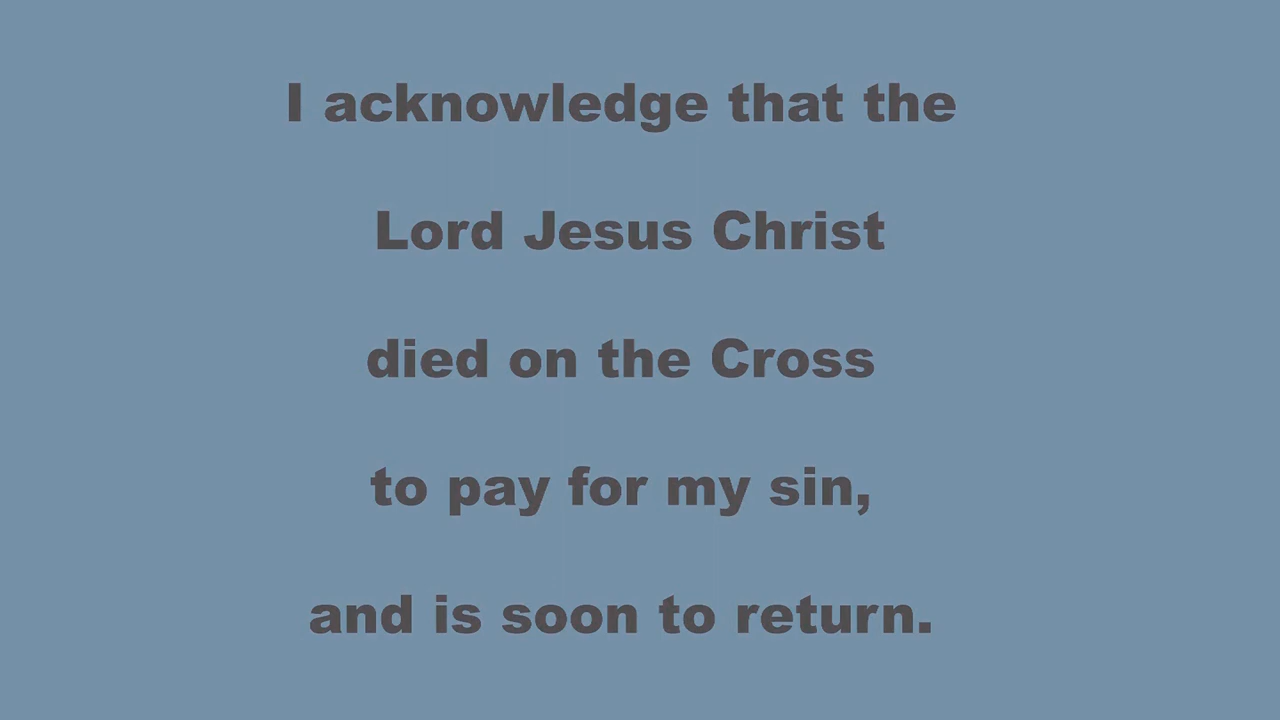 I acknowledge that the
Lord Jesus Christ
died on the Cross
to pay for my sin,
and is soon to return.